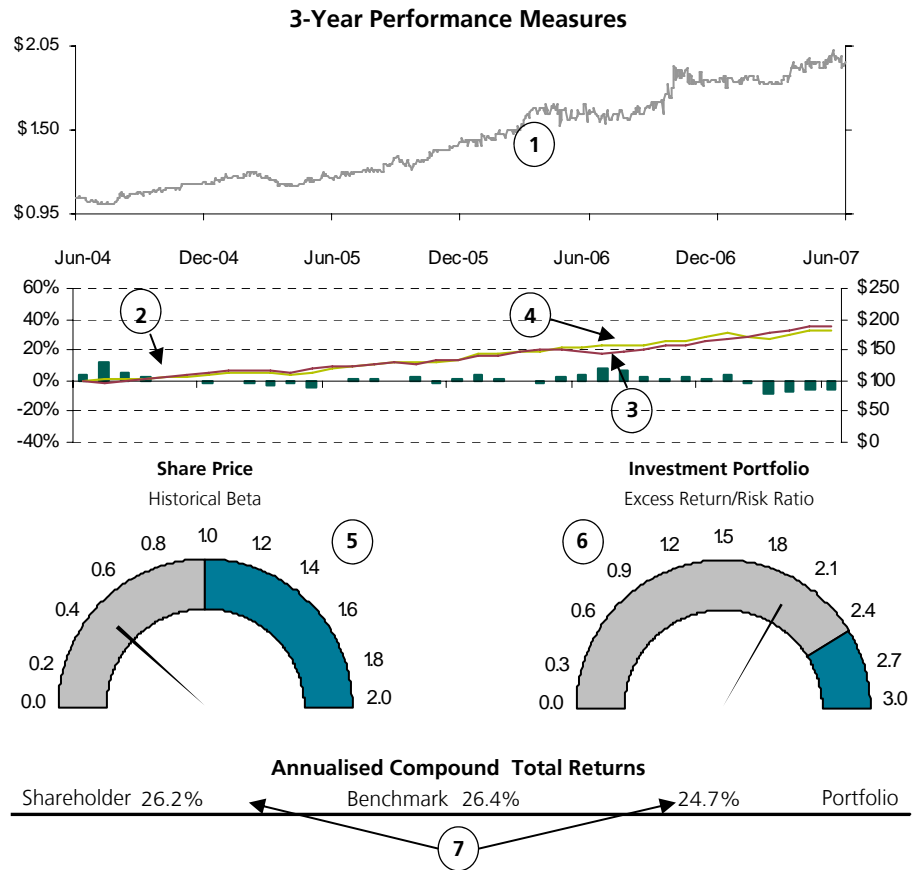 3-Year Performance Measures
$2.05
$1.50
1
$0.95
Jun-04 Dec-04 Jun-05 Dec-05 Jun-06 Dec-06 Jun-07
60% $250
2 4
40% $200
20% $150
0% $100
3
-20% $50
-40% $0
Share Price Investment Portfolio
Historical Beta Excess Return/Risk Ratio
0.0 0.2 0.4 0.6 0.8 1.0 1.2 1.4 1.6 1.8 2.0
5
6
0.0 0.3 0.6 0.9 1.2 1.5 1.8 2.1 2.4 2.7 3.0
Annualised Compound Total Returns
Shareholder 26.2% Benchmark 26.4% 24.7% Portfolio
7